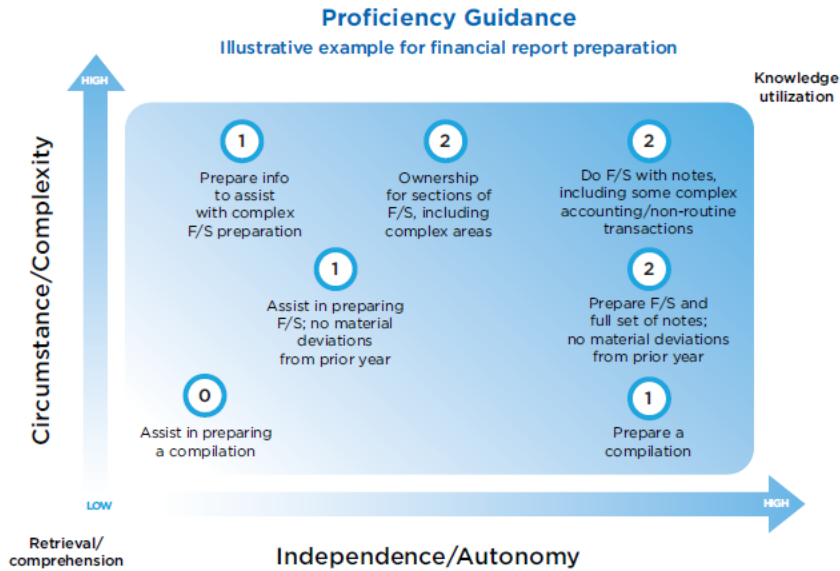 Proficiency Guidance
Illustrative example for financial report preparation
HIGH
Knowledge
utilization
Circumstance/Complexity
1
Prepare info
to assist
with complex
F/S preparation
2
Ownership
for sections of
F/S, including
complex areas
2
Do F/S with notes,
including some complex
accounting/non-routine
transactions
1
Assist in preparing
F/S; no material
deviations
from prior year
2
Prepare F/S and
full set of notes;
no material deviations
from prior year
0
Assist in preparing
a compilation
1
Prepare a
compilation
LOW
HIGH
Retrieval/
comprehension
Independence/Autonomy